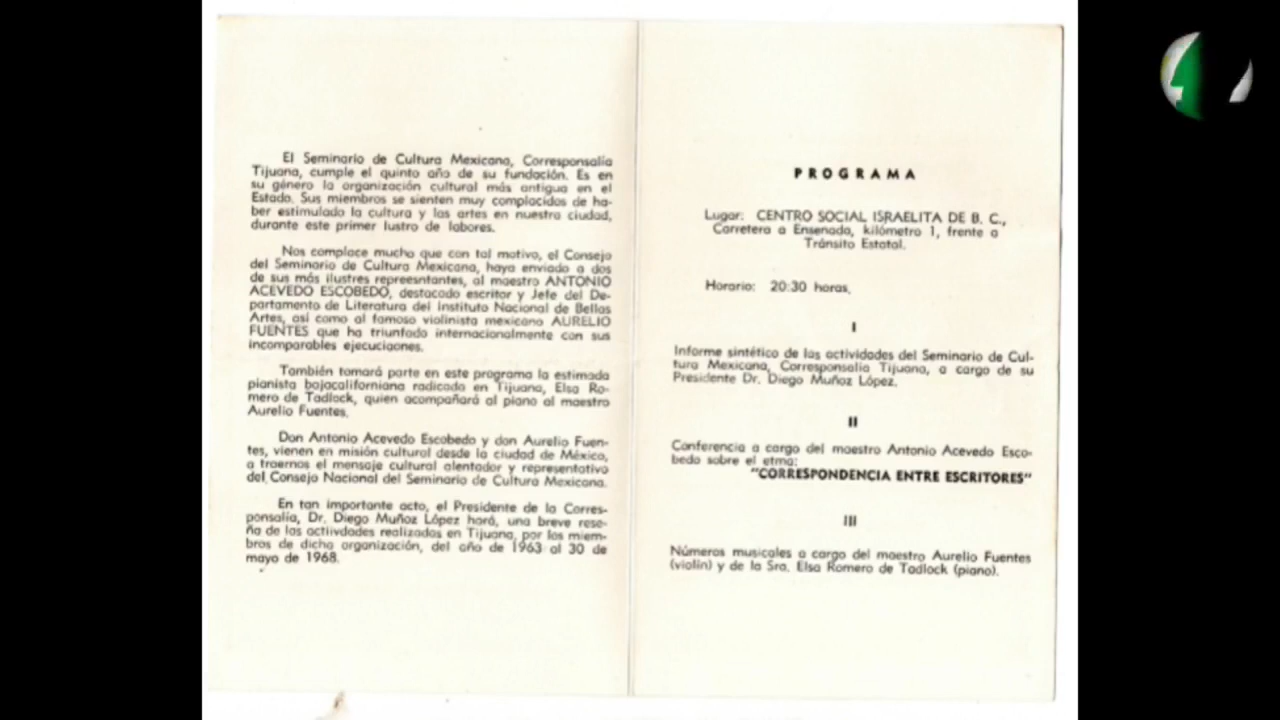 El Seminario de Cultura Mexicana, Corresponsalía
Tijuana, cumple el quinto año de su fundación. Es en
su género la organización cultural más antigua en el
Estado. Sus miembros se sienten muy complacidos de ha-
ber estimulado la cultura y las artes en nuestra ciudad,
durante este primer lustro de labores.
Nos complace mucho que con tal motivo, el Consejo
del Seminario de Cultura Mexicana, haya enviado a dos
de sus más ilustres repreesntantes, al maestro ANTONIO
ACEVEDO ESCOBEDO, destacado escritor y Jefe del De-
partamento de Literatura del Instituto Nacional de Bellas
Artes, así como al famoso violinista mexicano AURELIO
FUENTES que ha triunfado internacionalmente con sus
incomparables ejecuciaones.
También tomará parte en este programa la estimada
pianista bajacaliforniana radicada en Tijuana, Elsa Ro-
mero de Tadlock, quien acompañará al piano al maestro
Aurelio Fuentes.
Don Antonio Acevedo Escobedo y don Aurelio Fuen-
tes, vienen en misión cultural desde la ciudad de México,
a traernos el mensaje cultural alentador y representativo
del Consejo Nacional del Seminario de Cultura Mexicana.
En tan importante acto, el Presidente de la Corres-
ponsalía, Dr. Diego Muñoz López hará, una breve rese-
ña de las actiivdades realizadas en Tijuana, por los miem-
bros de dicha organización, del año de 1963 al 30 de
mayo de 1968.
PROGRAMA
Lugar: CENTRO SOCIAL ISRAELITA DE B. C.,
Carretera a Ensenada, kilómetro 1, frente a
Tránsito Estatal.
Horario: 20:30 horas.
I
Informe sintético de las actividades del Seminario de Cul-
tura Mexicana, Corresponsalía Tijuana, a cargo de su
Presidente Dr. Diego Muñoz López.
II
Conferencia a cargo del maestro Antonio Acevedo Esco-
bedo sobre el etma:
"CORRESPONDENCIA ENTRE ESCRITORES"
III
Números musicales a cargo del maestro Aurelio Fuentes
(violín) y de la Sra. Elsa Romero de Tadlock (piano).